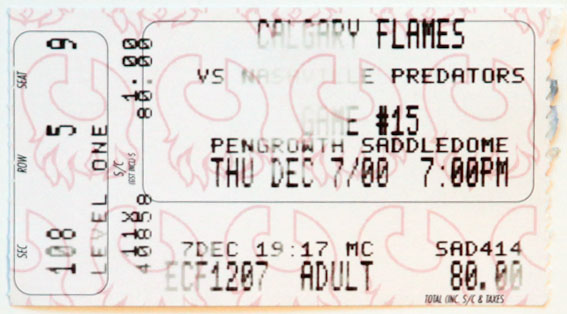 CALGARY FLAMES
VS NASHVILLE PREDATORS
GAME #15
PENGROWTH SADDLEDOME
THU DEC 7/00 7:00PM
7DEC 19:17 MC SAD414
ECF1207 ADULT 80.00
TOTAL (INC. S/C & TAXES
SEC ROW SEAT
108 5 9
LEVEL ONE
S/C 1.00
11X 80.00
40858